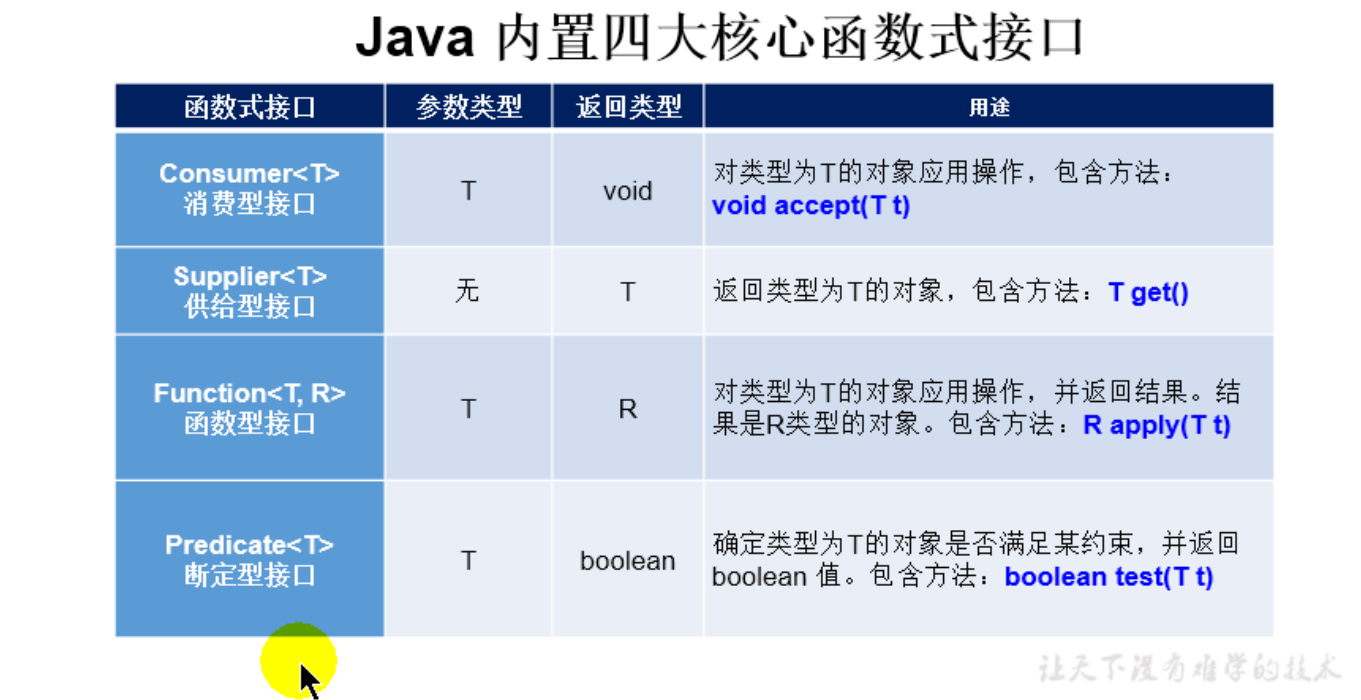 Java 内置四大核心函数式接口
函数式接口 参数类型 返回类型 用途
Consumer<T>
消费型接口
T
void
对类型为T的对象应用操作，包含方法：
void accept(T t)
Supplier<T>
供给型接口
无
T
返回类型为T的对象，包含方法：T get()
Function<T, R>
函数型接口
T
R
对类型为T的对象应用操作，并返回结果。结
果是R类型的对象。包含方法：R apply(T t)
Predicate<T>
断定型接口
T
boolean
确定类型为T的对象是否满足某约束，并返回
boolean 值。包含方法：boolean test(T t)
让天下没有难学的技术